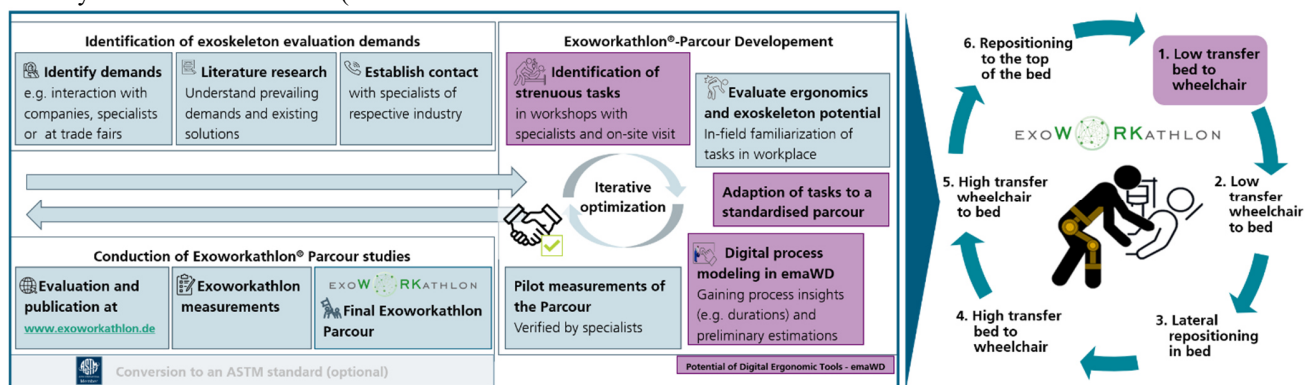 Identification of exoskeleton evaluation demands
Identify demands
e.g. interaction with
companies, specialists
or at trade fairs
Literature research
Understand prevailing
demands and existing
solutions
Establish contact
with specialists of
respective industry
Exoworkathlon®-Parcour Developement
Identification of
strenuous tasks
in workshops with
specialists and on-site visit
Evaluate ergonomics
and exoskeleton potential
In-field familiarization of
tasks in workplace
Iterative
optimization
Adaption of tasks to a
standardised parcour
Digital process
modeling in emaWD
Gaining process insights
(e.g. durations) and
preliminary estimations
Pilot measurements of
the Parcour
Verified by specialists
Potential of Digital Ergonomic Tools - emaWD
Conduction of Exoworkathlon® Parcour studies
Evaluation and
publication at
www.exoworkathlon.de
Exoworkathlon
measurements
EXOWORKATHLON
Final Exoworkathlon
Parcour
ASTM
Member
Conversion to an ASTM standard (optional)
1. Low transfer
bed to
wheelchair
2. Low
transfer
wheelchair
to bed
3. Lateral
repositioning
in bed
4. High transfer
bed to
wheelchair
5. High transfer
wheelchair
to bed
6. Repositioning
to the top
of the bed
EXOWORKATHLON